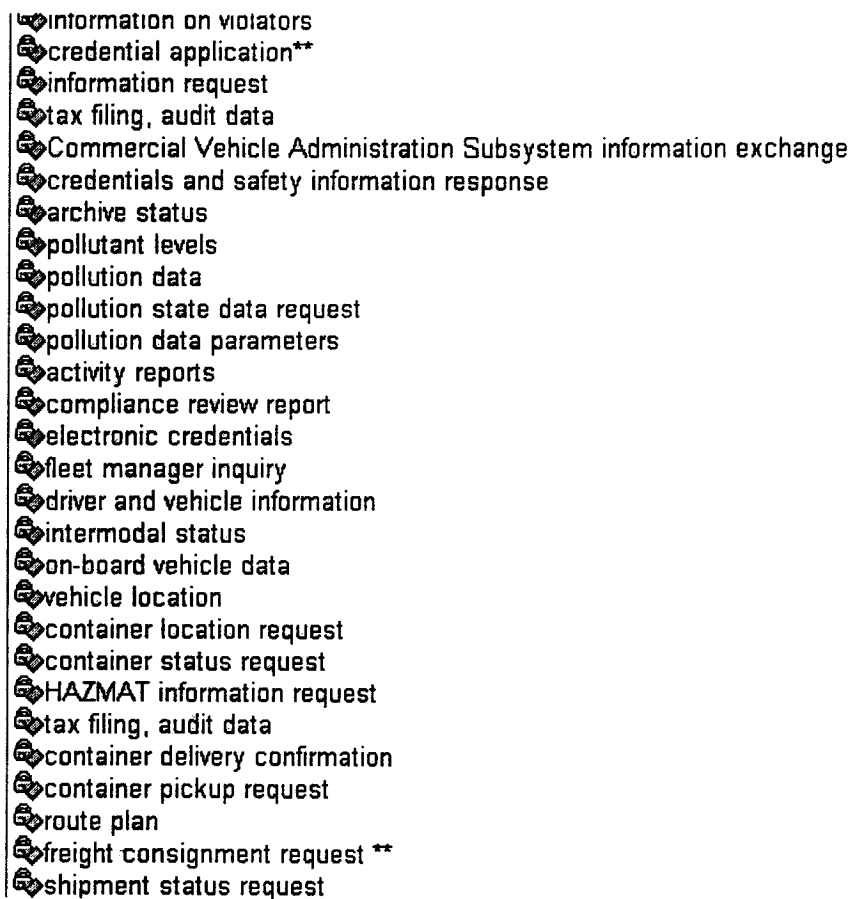 information on violators
credential application**
information request
tax filing, audit data
Commercial Vehicle Administration Subsystem information exchange
credentials and safety information response
archive status
pollutant levels
pollution data
pollution state data request
pollution data parameters
activity reports
compliance review report
electronic credentials
fleet manager inquiry
driver and vehicle information
intermodal status
on-board vehicle data
vehicle location
container location request
container status request
HAZMAT information request
tax filing, audit data
container delivery confirmation
container pickup request
route plan
freight consignment request **
shipment status request